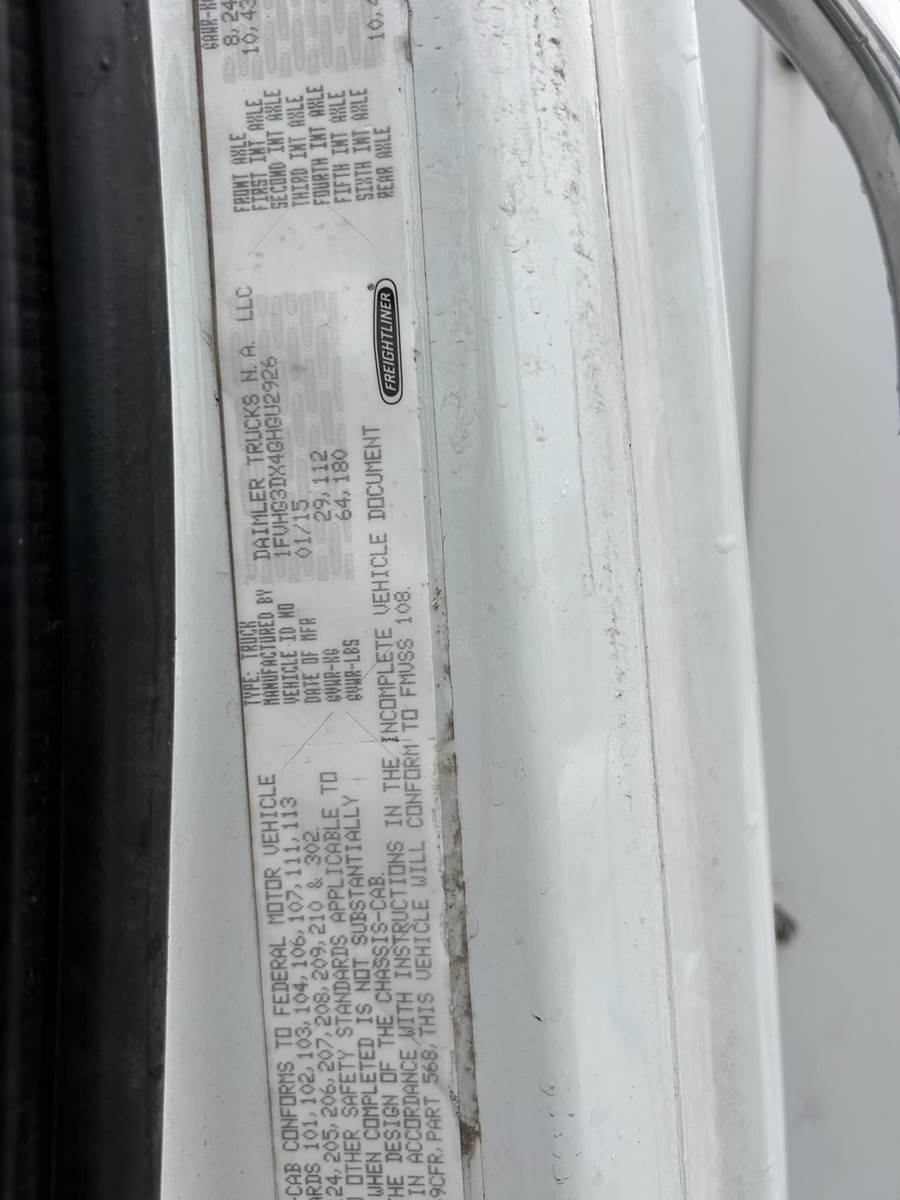 -CAB CONFORMS TO FEDERAL MOTOR VEHICLE
ARDS 101,102,103,104,106,107,111,113
24,205,206,207,208,209,210 & 302.
OTHER SAFETY STANDARDS APPLICABLE TO
WHEN COMPLETED IS NOT SUBSTANTIALLY
THE DESIGN OF THE CHASSIS-CAB.
IN ACCORDANCE WITH INSTRUCTIONS IN THE INCOMPLETE VEHICLE DOCUMENT
9CFR,PART 568,THIS VEHICLE WILL CONFORM TO FMVSS 108.
TYPE: TRUCK
MANUFACTURED BY DAIMLER TRUCKS N.A. LLC
VEHICLE ID NO 1FVHG3DX4GHGU2926
DATE OF MFR 01/15
GVWR-KG 29,112
GVWR-LBS 64,180
FREIGHTLINER®
GAWR-KG
FRONT AXLE 8,24
FIRST INT AXLE 10,43
SECOND INT AXLE
THIRD INT AXLE
FOURTH INT AXLE
FIFTH INT AXLE
SIXTH INT AXLE
REAR AXLE 10,4